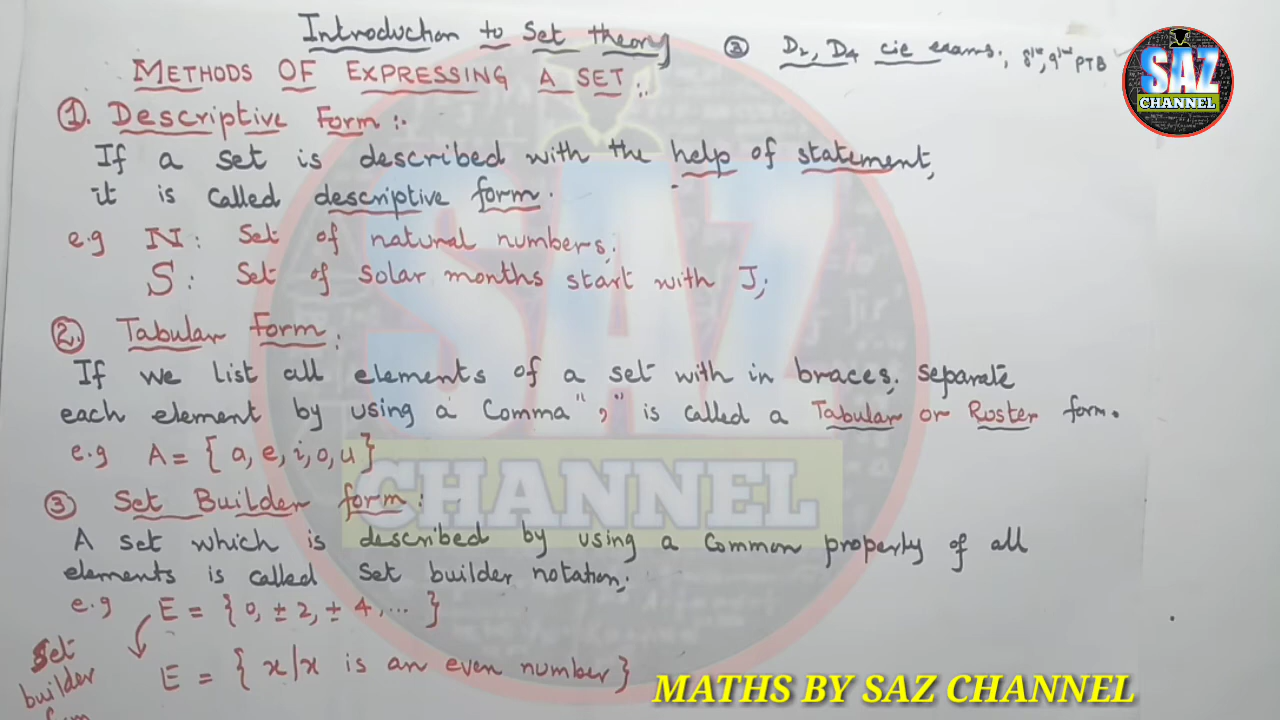 Introduction to Set theory
③ D2, D4 cie exams; 8th, 9th PTB
SAZ
CHANNEL
METHODS OF EXPRESSING A SET :.
①. Descriptive Form :.
If a set is described with the help of statement,
it is called descriptive form.
e.g N : Set of natural numbers;
S : Set of Solar months start with J;
②. Tabular Form :
If we list all elements of a set with in braces, separate
each element by using a Comma "," is called a Tabular or Roster form.
e.g A = { a, e, i, o, u }
③ Set Builder form :
A set which is described by using a Common property of all
elements is called set builder notation;
e.g E = { 0, ± 2, ± 4, ... }
Set
builder
form
E = { x/x is an even number }
SAZ
CHANNEL
MATHS BY SAZ CHANNEL